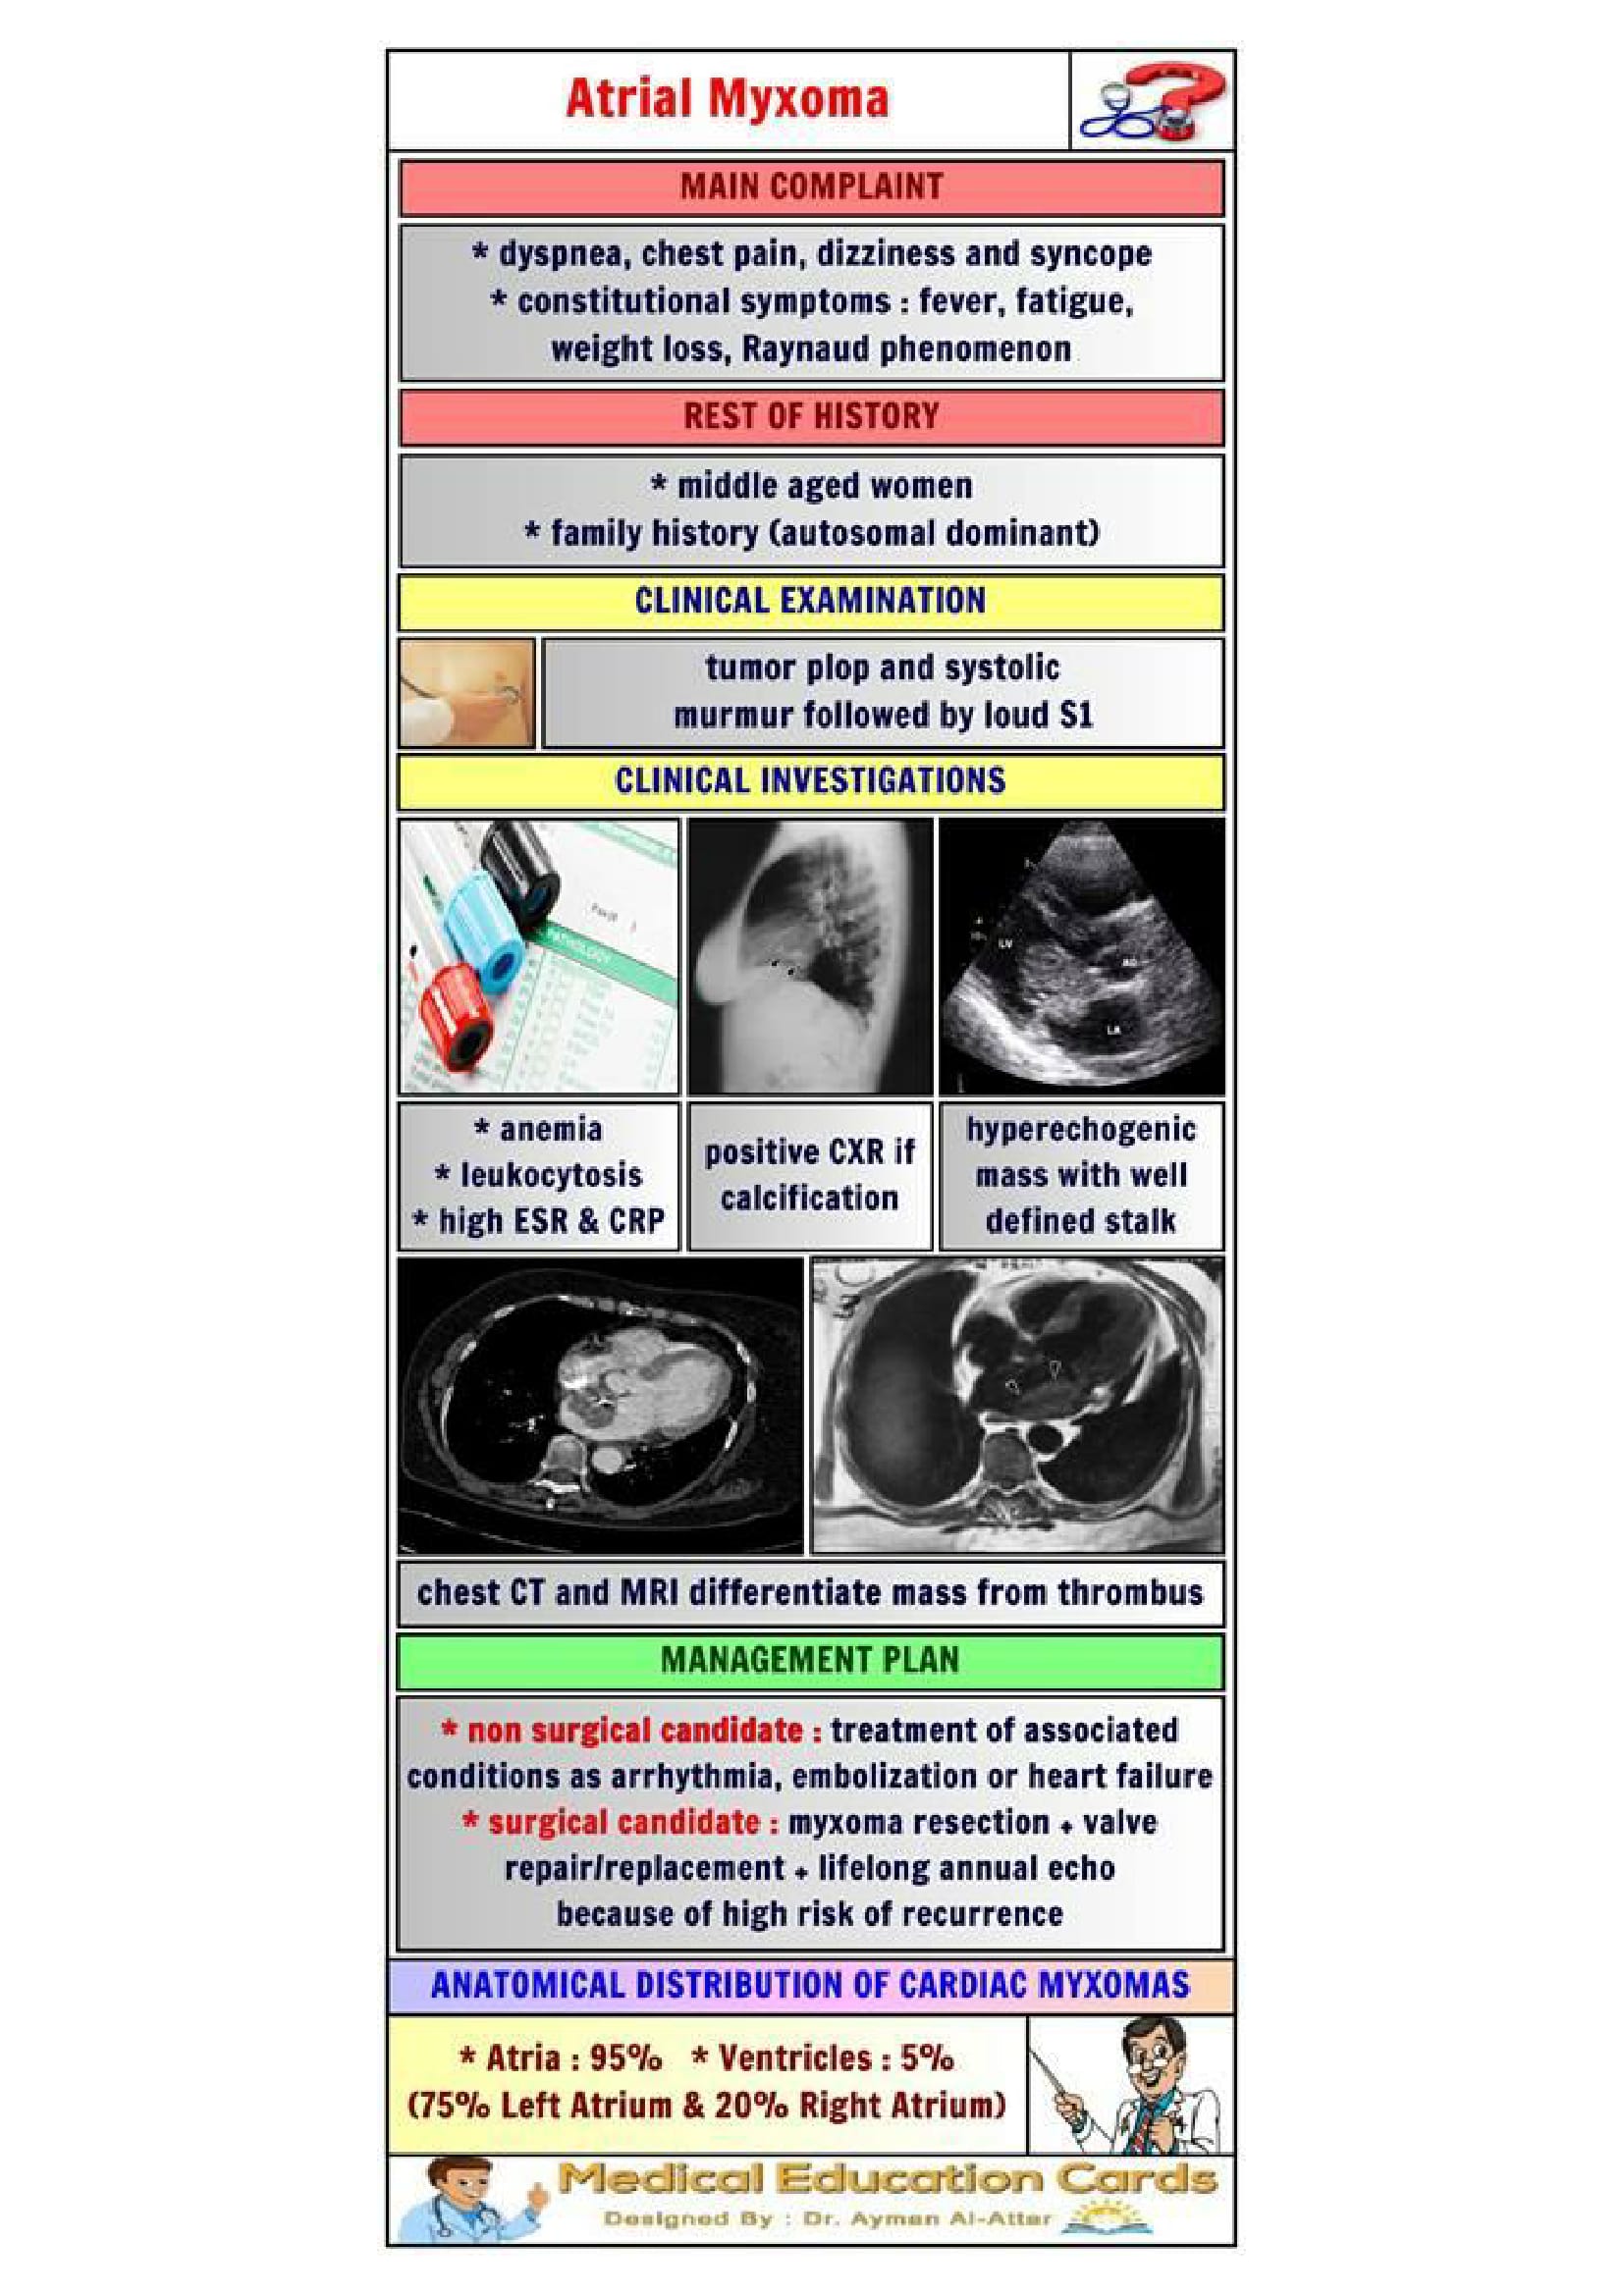 Atrial Myxoma
MAIN COMPLAINT
* dyspnea, chest pain, dizziness and syncope
* constitutional symptoms : fever, fatigue,
weight loss, Raynaud phenomenon
REST OF HISTORY
* middle aged women
* family history (autosomal dominant)
CLINICAL EXAMINATION
tumor plop and systolic
murmur followed by loud S1
CLINICAL INVESTIGATIONS
PATHOLOGY
LV
AO
LA
* anemia
* leukocytosis
* high ESR & CRP
positive CXR if
calcification
hyperechogenic
mass with well
defined stalk
chest CT and MRI differentiate mass from thrombus
MANAGEMENT PLAN
* non surgical candidate : treatment of associated
conditions as arrhythmia, embolization or heart failure
* surgical candidate : myxoma resection + valve
repair/replacement + lifelong annual echo
because of high risk of recurrence
ANATOMICAL DISTRIBUTION OF CARDIAC MYXOMAS
* Atria : 95% * Ventricles : 5%
(75% Left Atrium & 20% Right Atrium)
Medical Education Cards
Designed By : Dr. Ayman Al-Attar